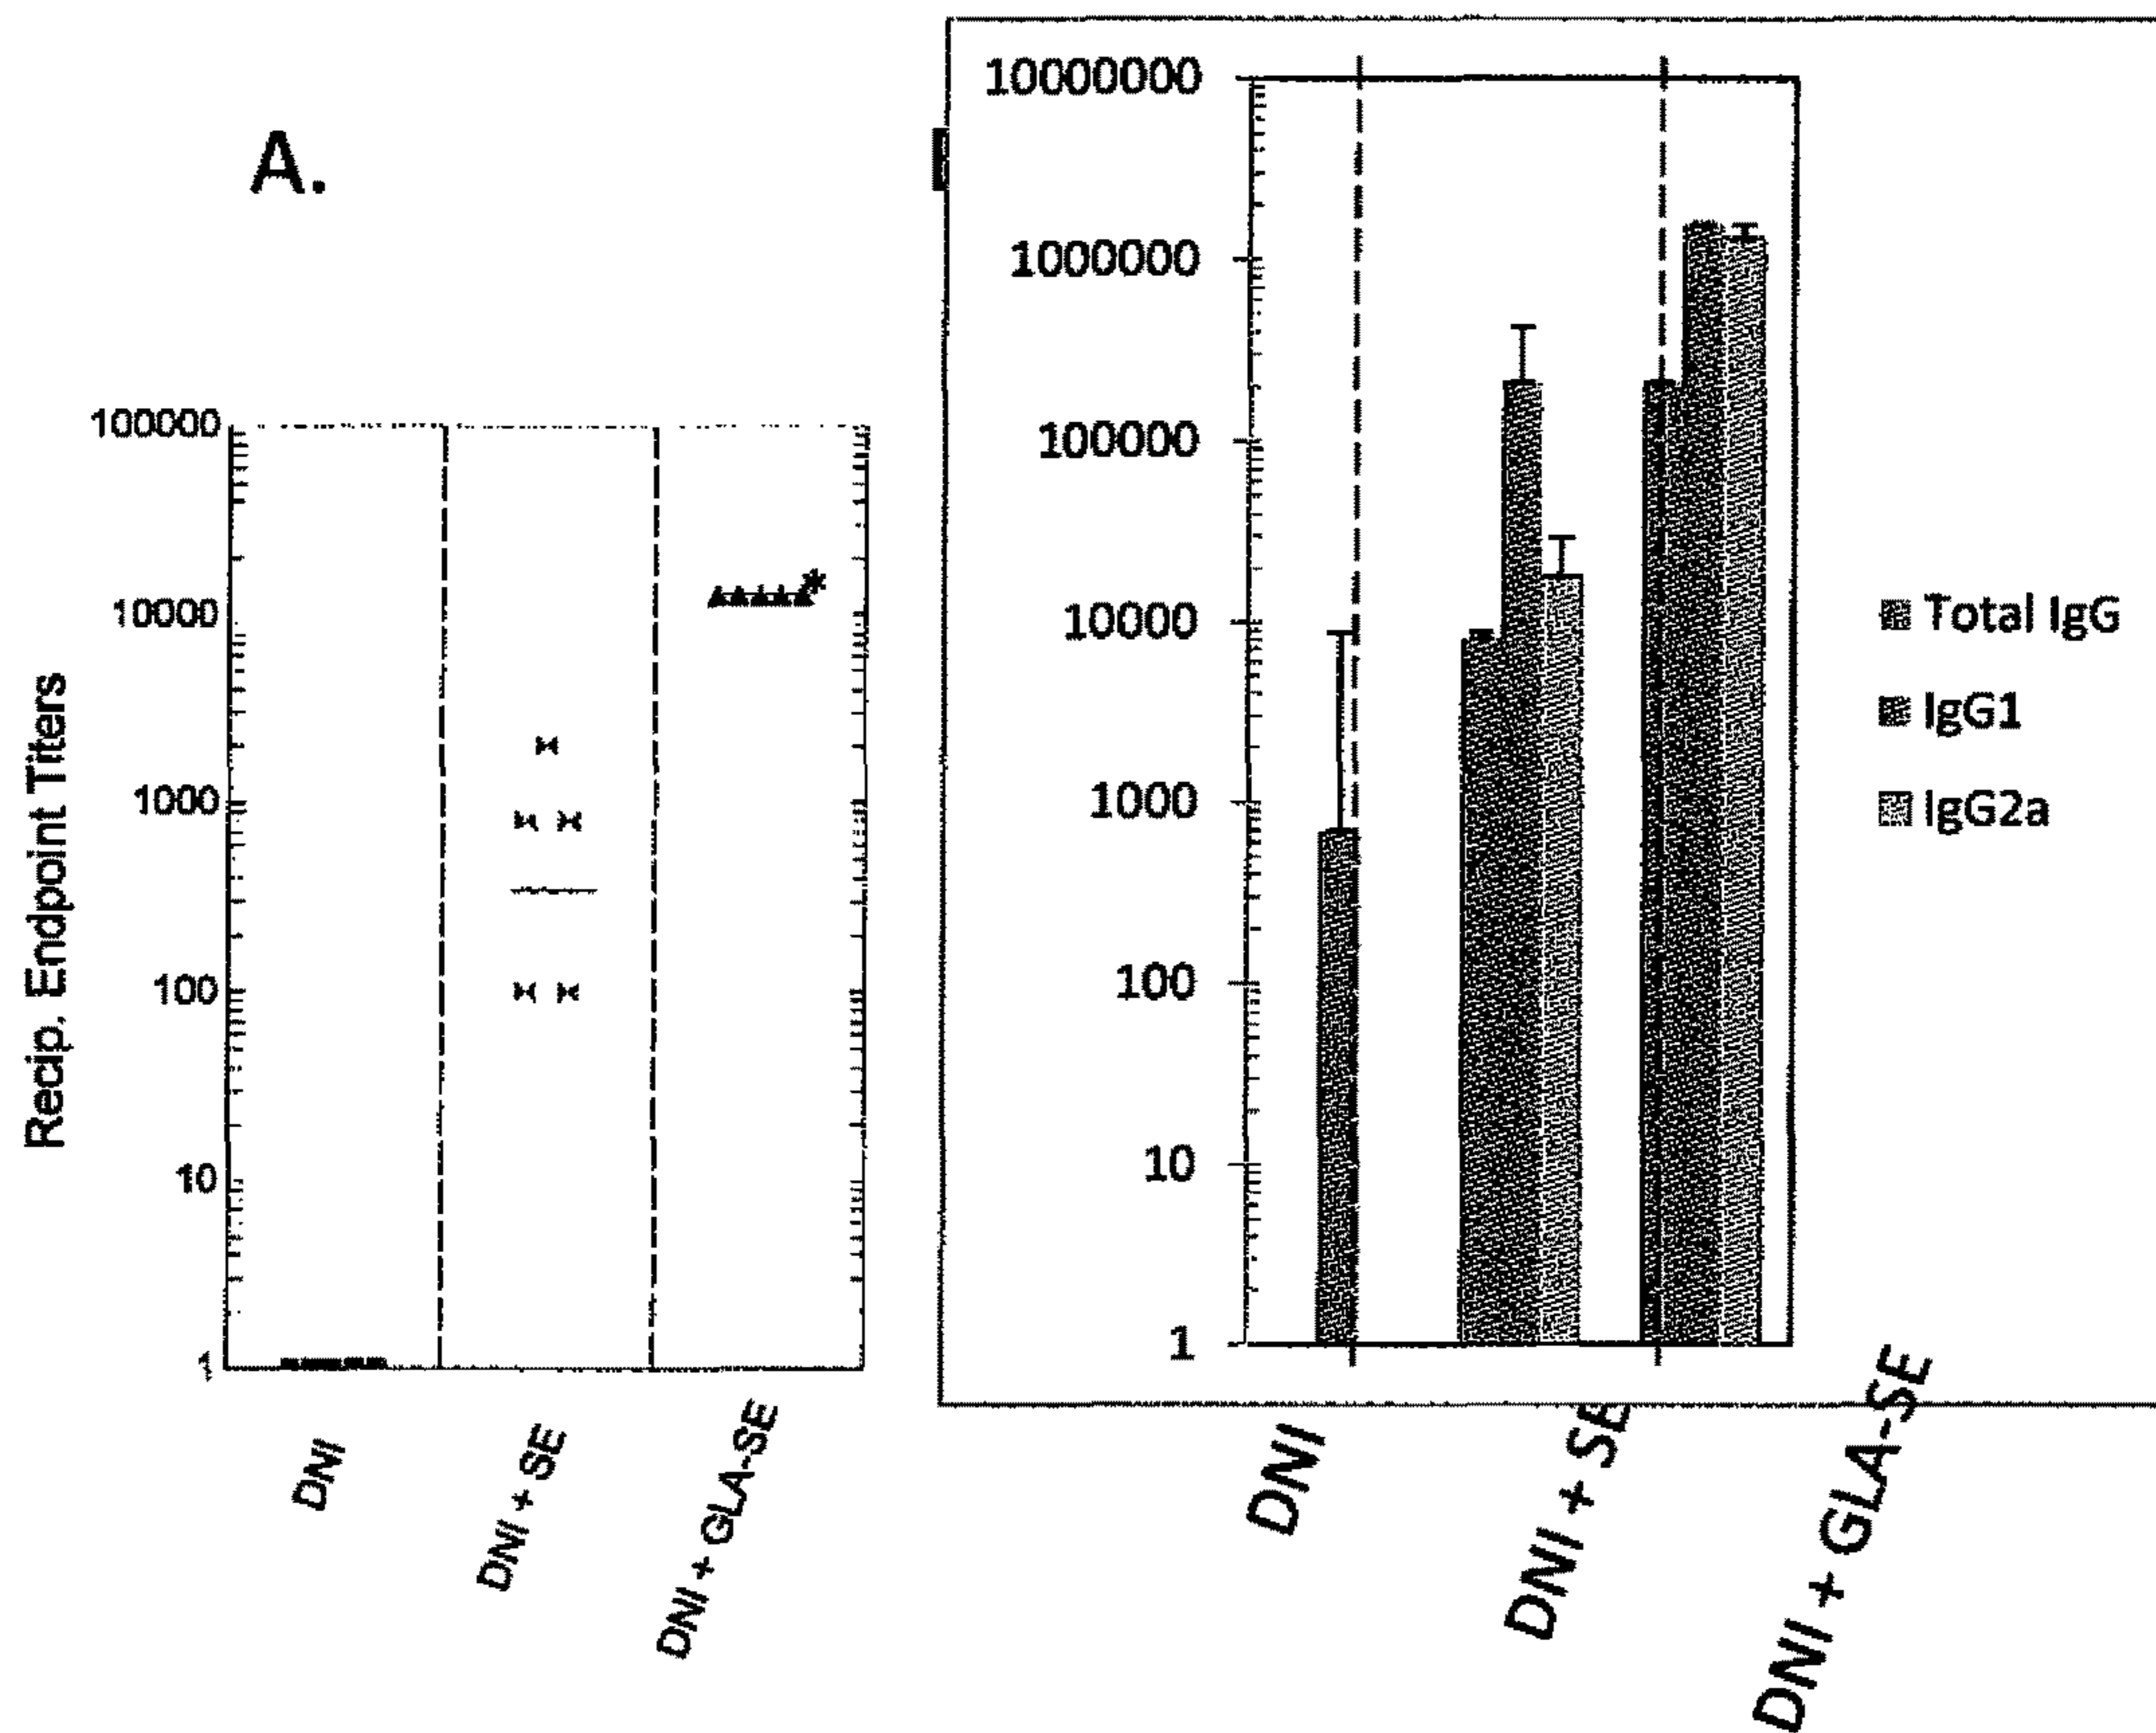 A.
Recip. Endpoint Titers
100000
10000
1000
100
10
1
DNI
DNI + SE
DNI + GLA-SE
*
10000000
1000000
100000
10000
1000
100
10
1
DNI
DNI + SE
DNI + GLA-SE
Total IgG
IgG1
IgG2a